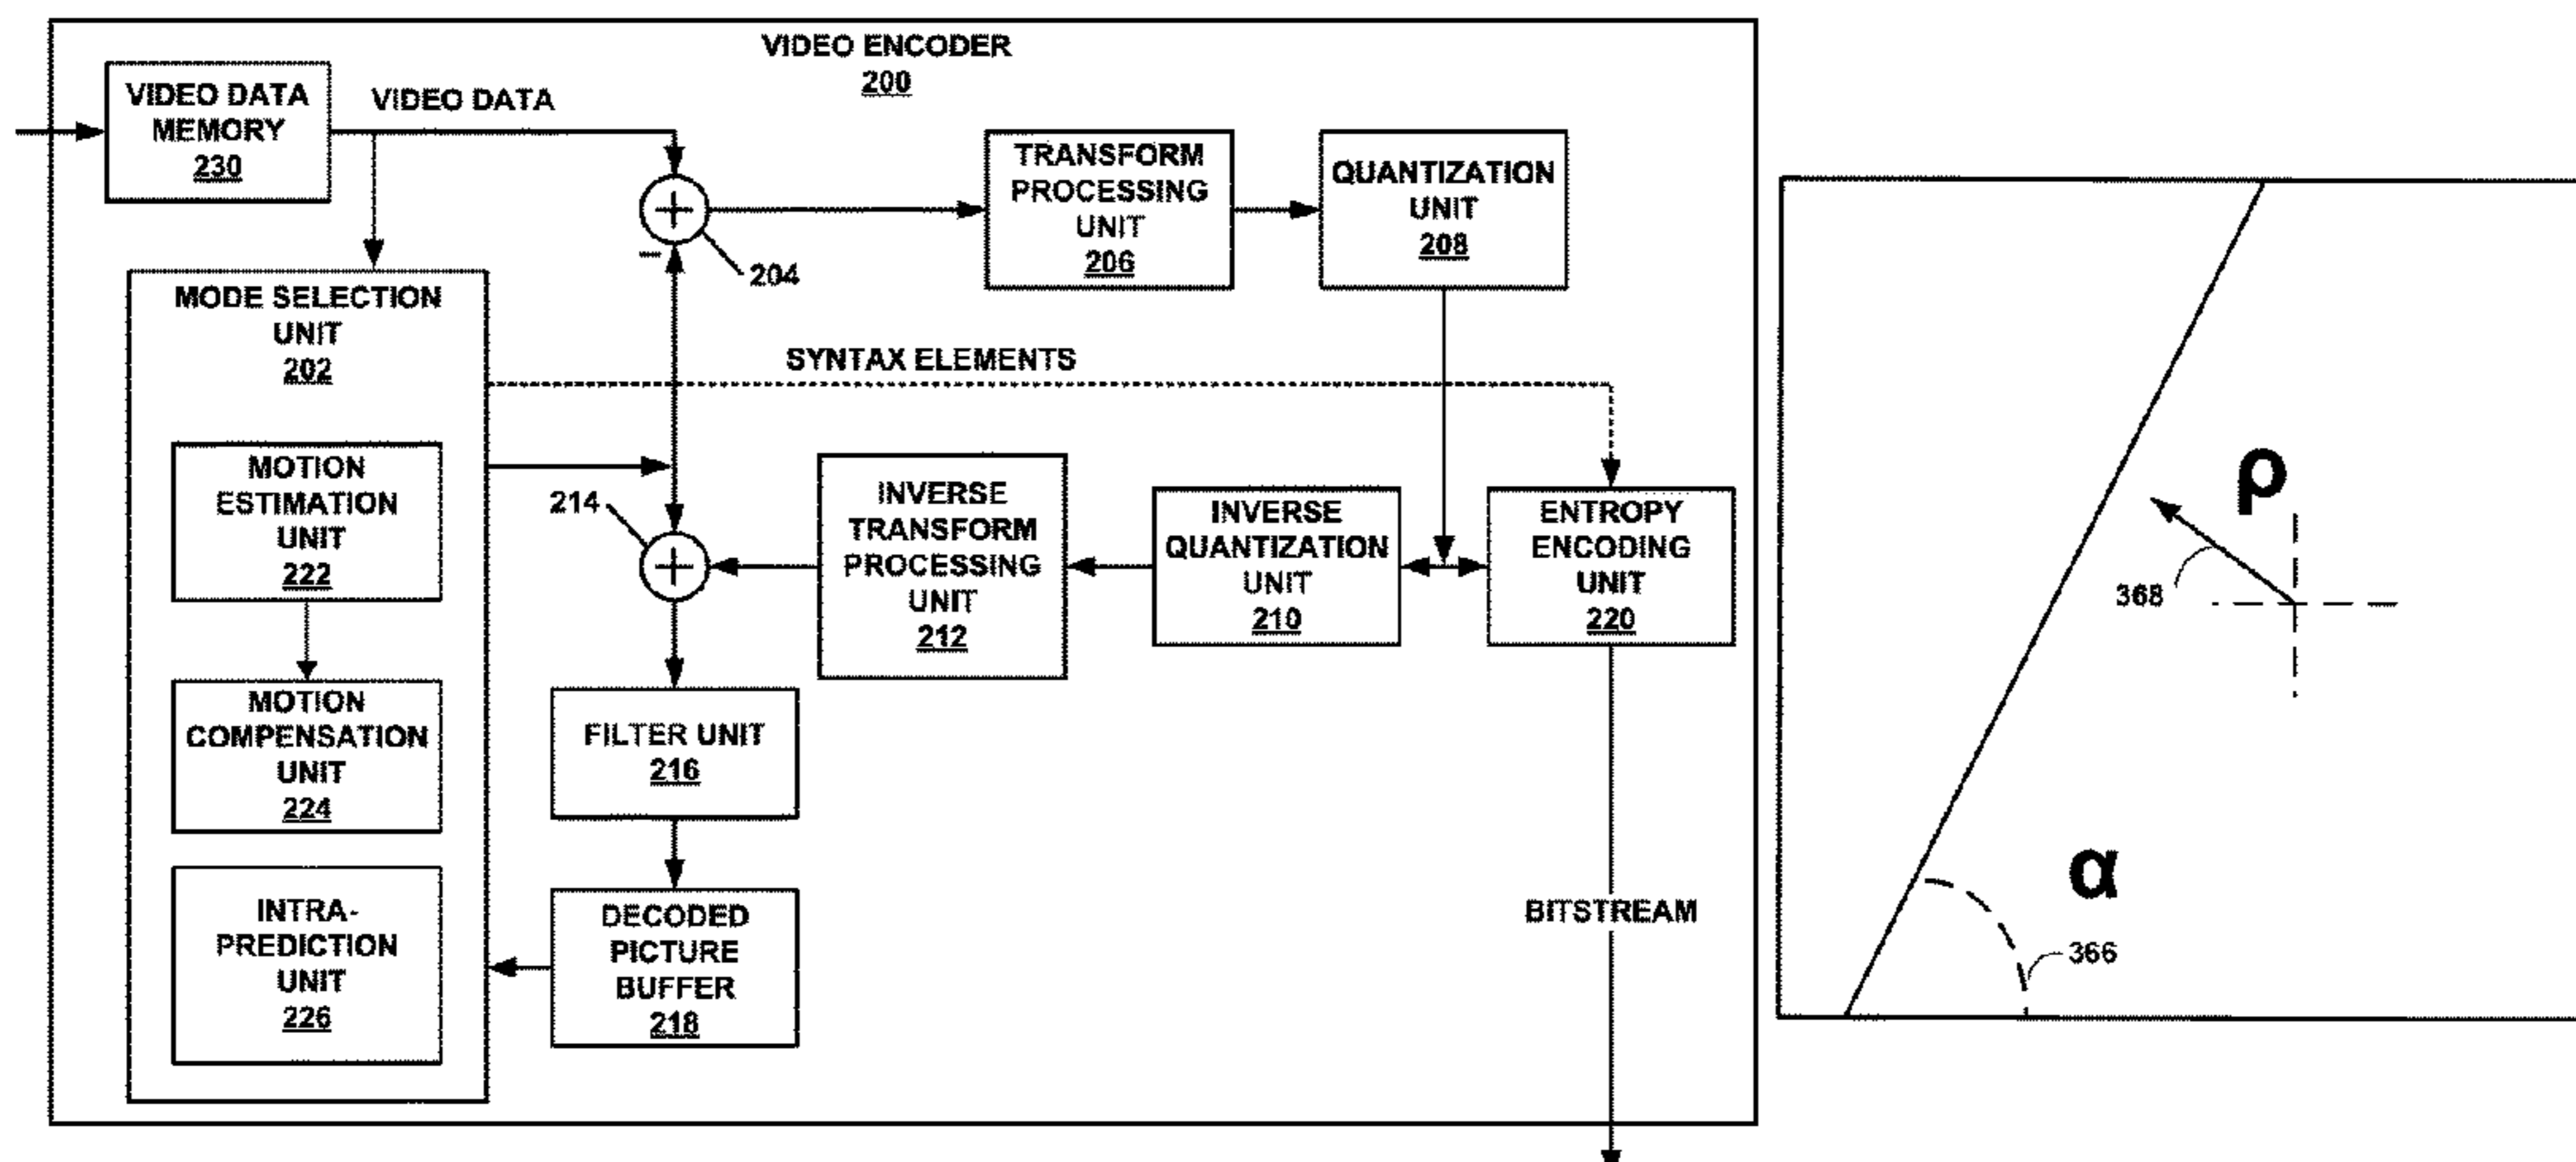 VIDEO ENCODER
200
VIDEO DATA
MEMORY
230
VIDEO DATA
TRANSFORM
PROCESSING
UNIT
206
QUANTIZATION
UNIT
208
204
MODE SELECTION
UNIT
202
SYNTAX ELEMENTS
MOTION
ESTIMATION
UNIT
222
214
INVERSE
TRANSFORM
PROCESSING
UNIT
212
INVERSE
QUANTIZATION
UNIT
210
ENTROPY
ENCODING
UNIT
220
MOTION
COMPENSATION
UNIT
224
FILTER UNIT
216
INTRA-
PREDICTION
UNIT
226
DECODED
PICTURE
BUFFER
218
BITSTREAM
ρ
368
α
366